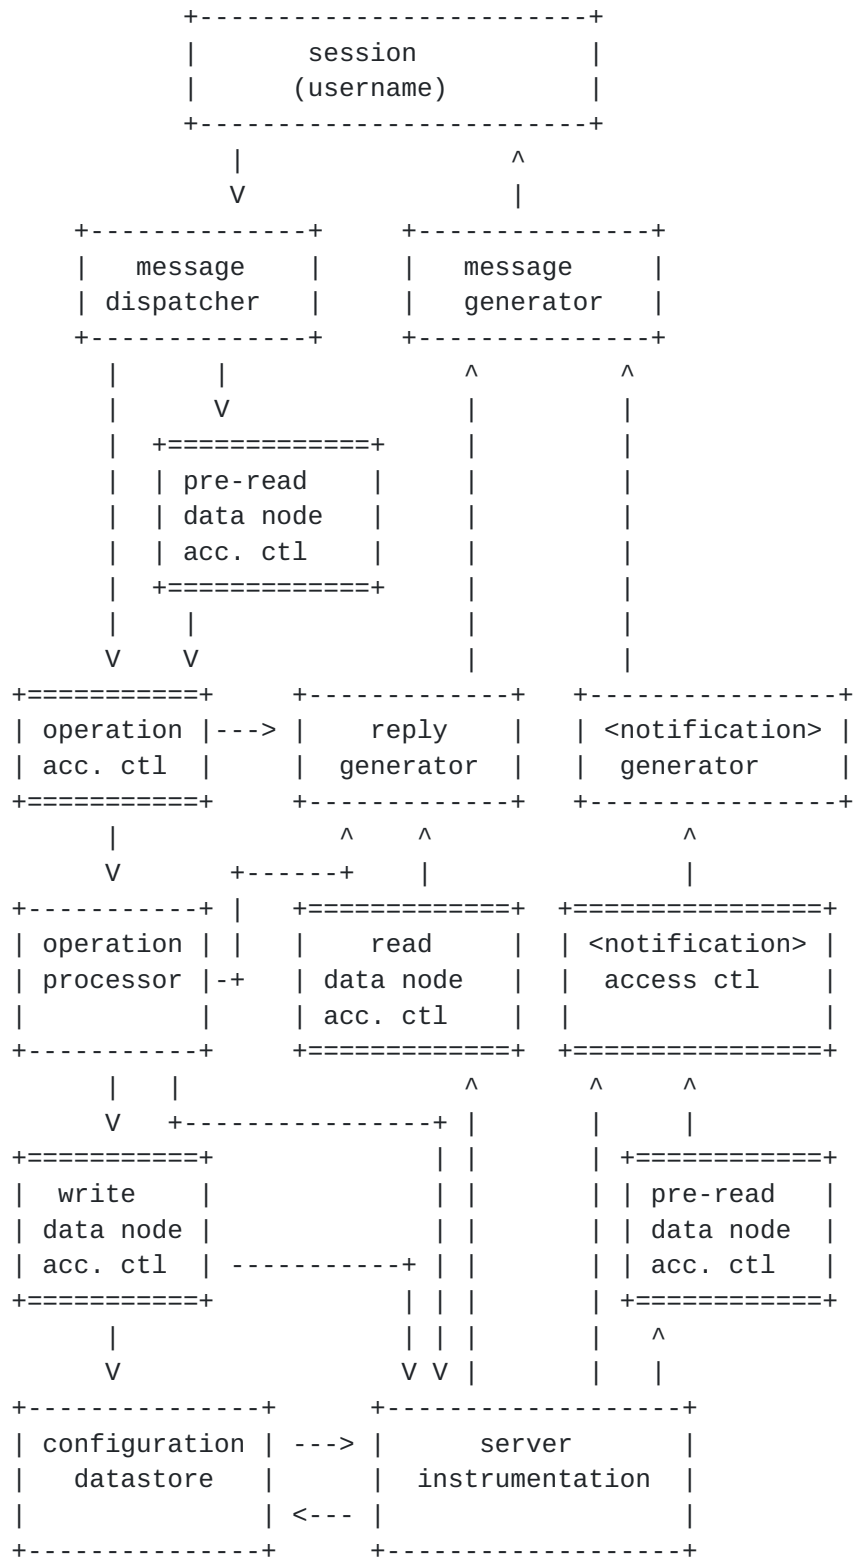 session
(username)
message
dispatcher
message
generator
pre-read
data node
acc. ctl
operation
acc. ctl
reply
generator
<notification>
generator
operation
processor
read
data node
acc. ctl
<notification>
access ctl
write
data node
acc. ctl
pre-read
data node
acc. ctl
configuration
datastore
server
instrumentation